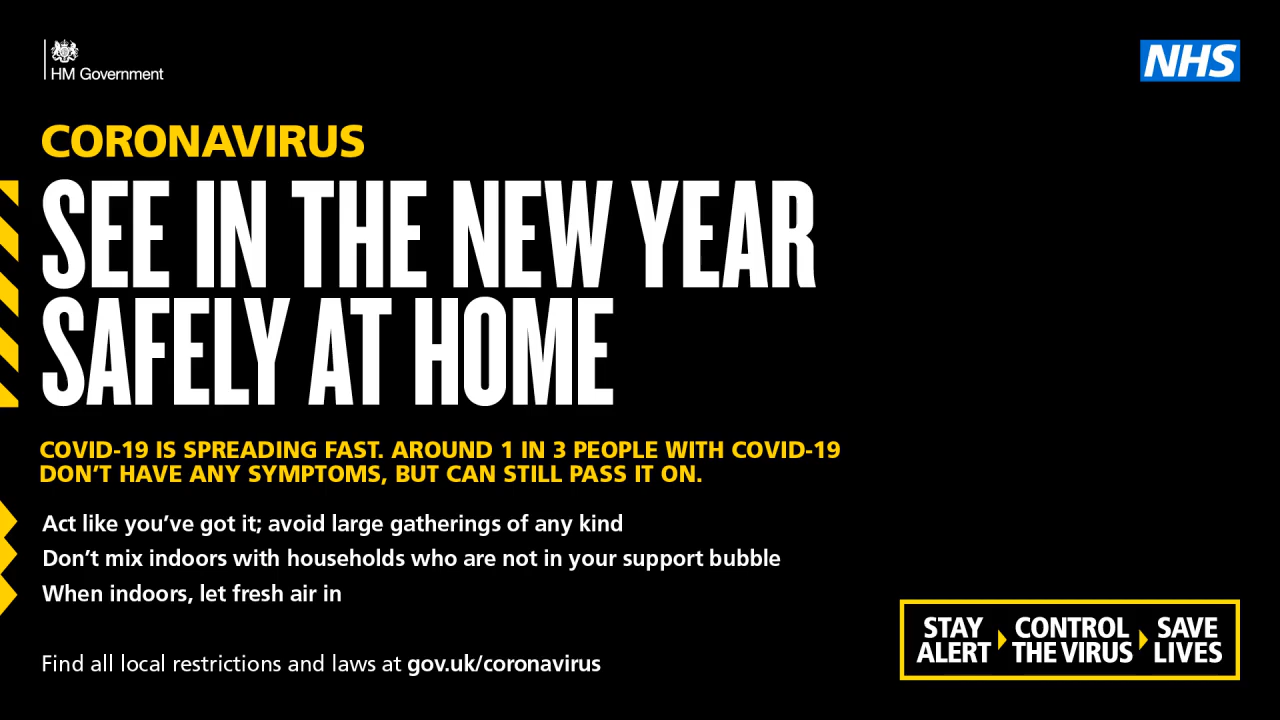 HM Government
NHS
CORONAVIRUS
SEE IN THE NEW YEAR
SAFELY AT HOME
COVID-19 IS SPREADING FAST. AROUND 1 IN 3 PEOPLE WITH COVID-19
DON'T HAVE ANY SYMPTOMS, BUT CAN STILL PASS IT ON.
Act like you've got it; avoid large gatherings of any kind
Don't mix indoors with households who are not in your support bubble
When indoors, let fresh air in
Find all local restrictions and laws at gov.uk/coronavirus
STAY ALERT
CONTROL THE VIRUS
SAVE LIVES